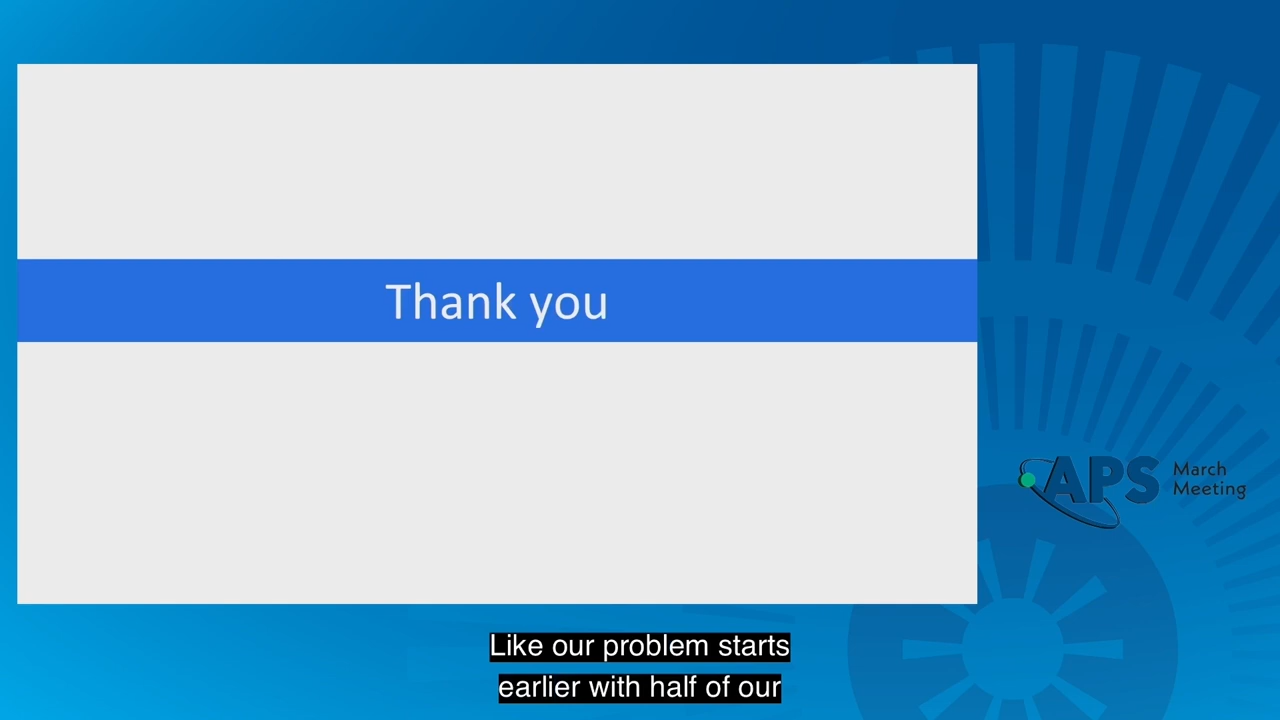 Thank you
APS March
Meeting
Like our problem starts
earlier with half of our